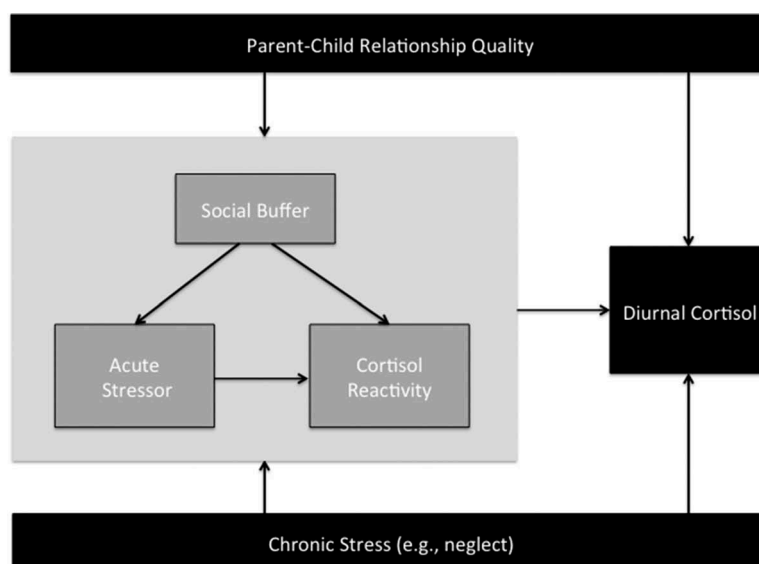 Parent-Child Relationship Quality
Social Buffer
Acute
Stressor
Cortisol
Reactivity
Diurnal Cortisol
Chronic Stress (e.g., neglect)